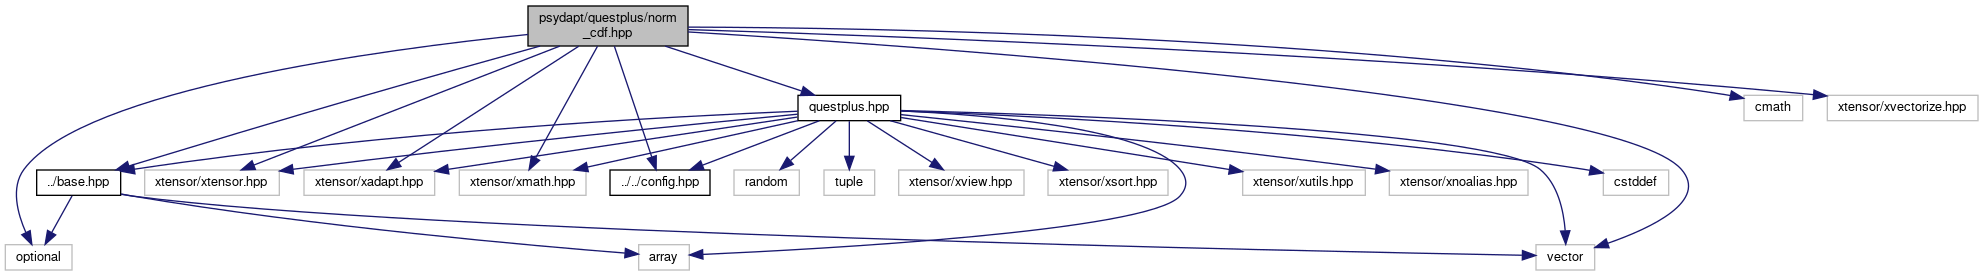 psydapt/questplus/norm
_cdf.hpp
questplus.hpp
cmath
xtensor/xvectorize.hpp
../base.hpp
xtensor/xtensor.hpp
xtensor/xadapt.hpp
xtensor/xmath.hpp
../../config.hpp
random
tuple
xtensor/xview.hpp
xtensor/xsort.hpp
xtensor/xutils.hpp
xtensor/xnoalias.hpp
cstddef
optional
array
vector